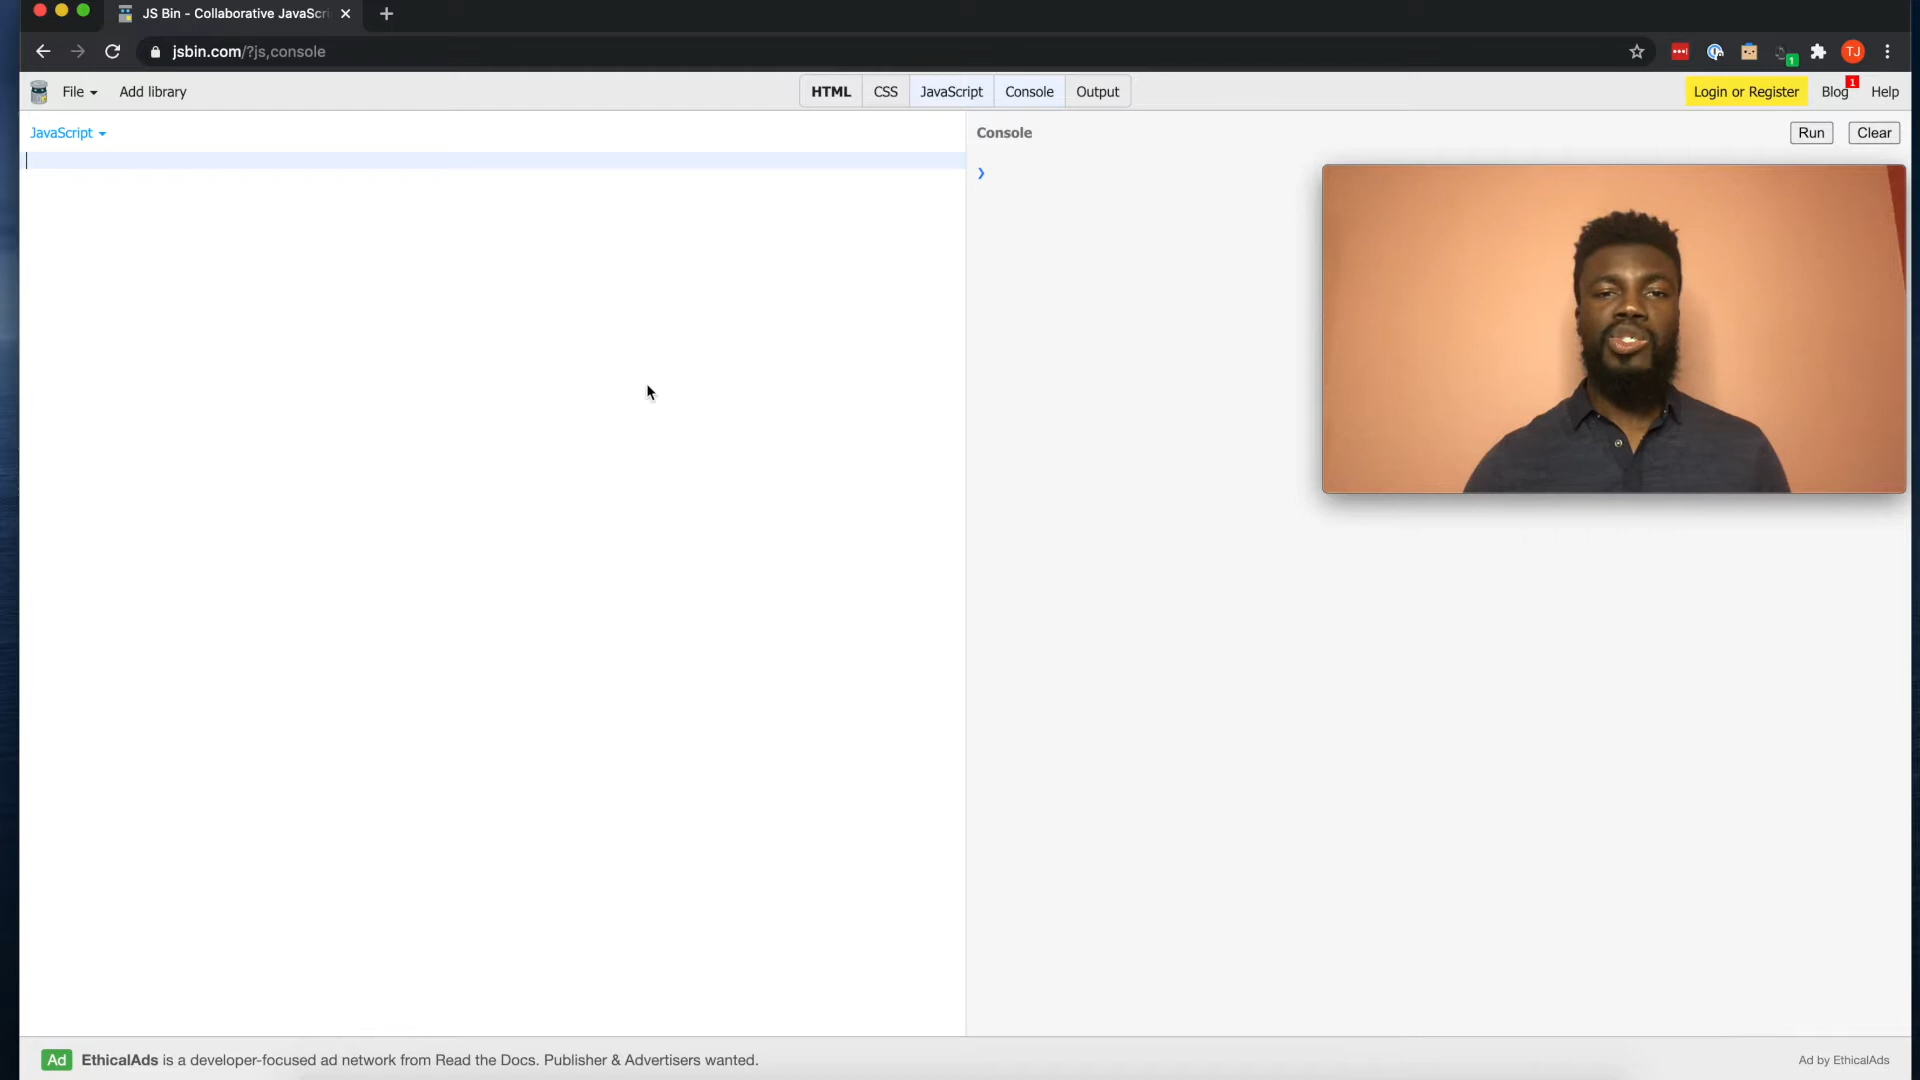 JS Bin - Collaborative JavaScri
jsbin.com/?js,console
1
TJ
File
Add library
HTML
CSS
JavaScript
Console
Output
Login or Register
Blog
1
Help
JavaScript
Console
Run
Clear
Ad
EthicalAds is a developer-focused ad network from Read the Docs. Publisher & Advertisers wanted.
Ad by EthicalAds